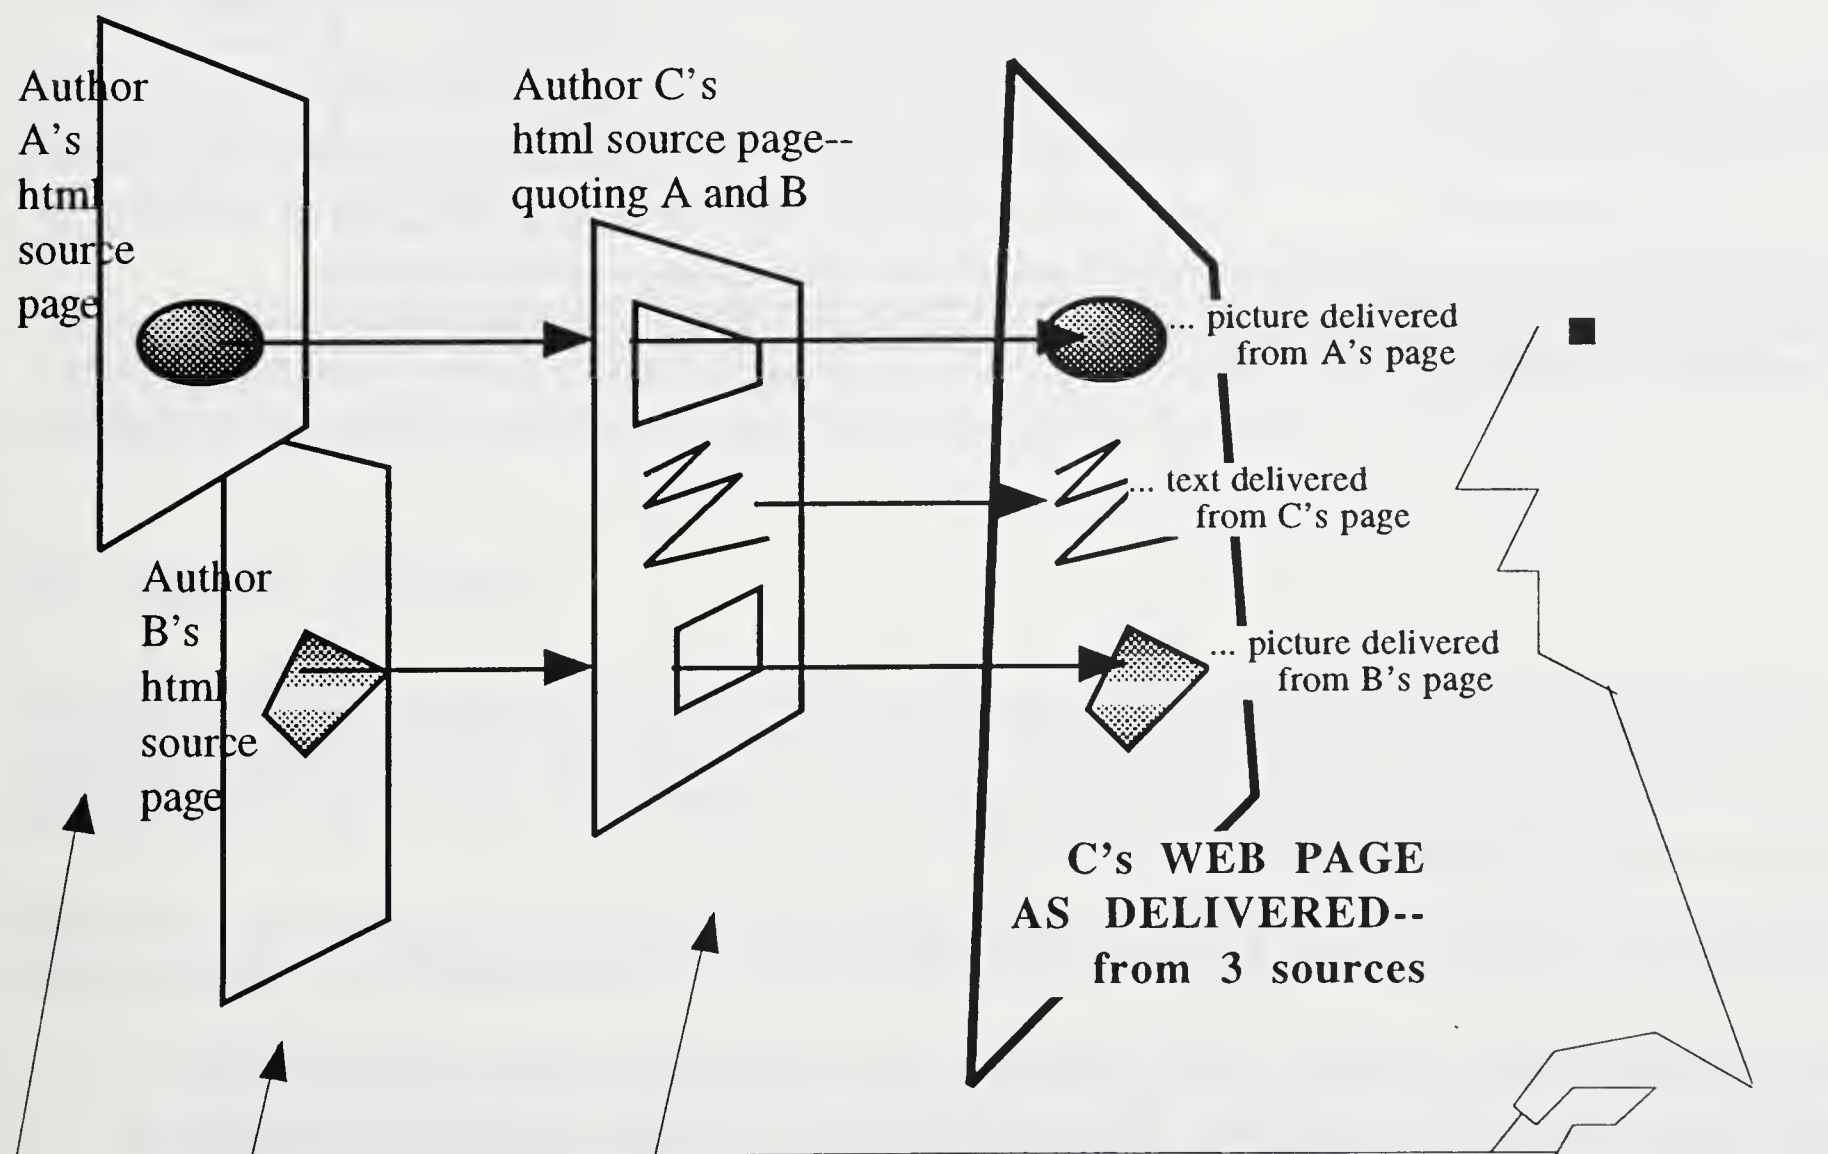 Author
A's
html
source
page
Author C's
html source page--
quoting A and B
... picture delivered
from A's page
... text delivered
from C's page
Author
B's
html
source
page
... picture delivered
from B's page
C's WEB PAGE
AS DELIVERED--
from 3 sources